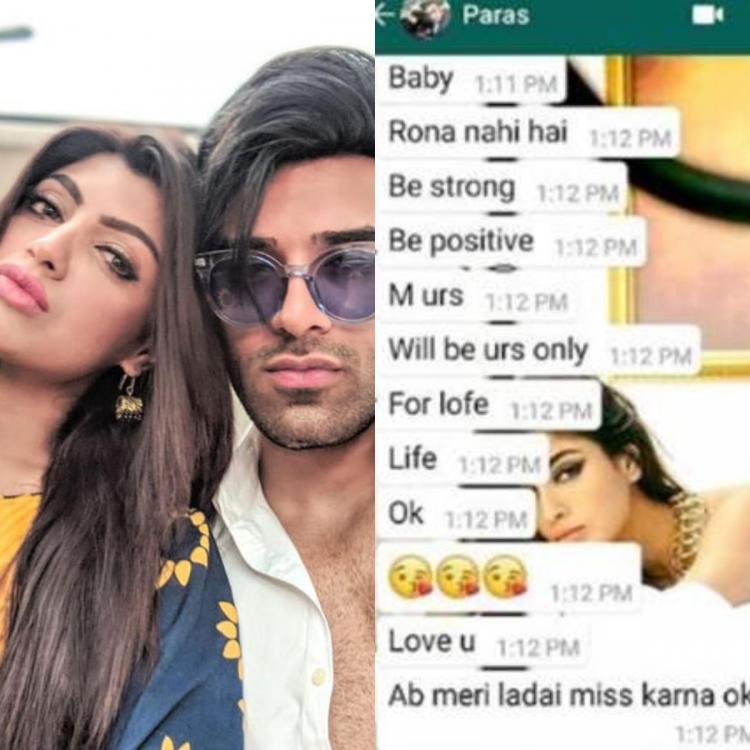 Paras
Baby 1:11 PM
Rona nahi hai 1:12 PM
Be strong 1:12 PM
Be positive 1:12 PM
M urs 1:12 PM
Will be urs only 1:12 PM
For lofe 1:12 PM
Life 1:12 PM
Ok 1:12 PM
😘😘😘 1:12 PM
Love u 1:12 PM
Ab meri ladai miss karna ok
1:12 PM